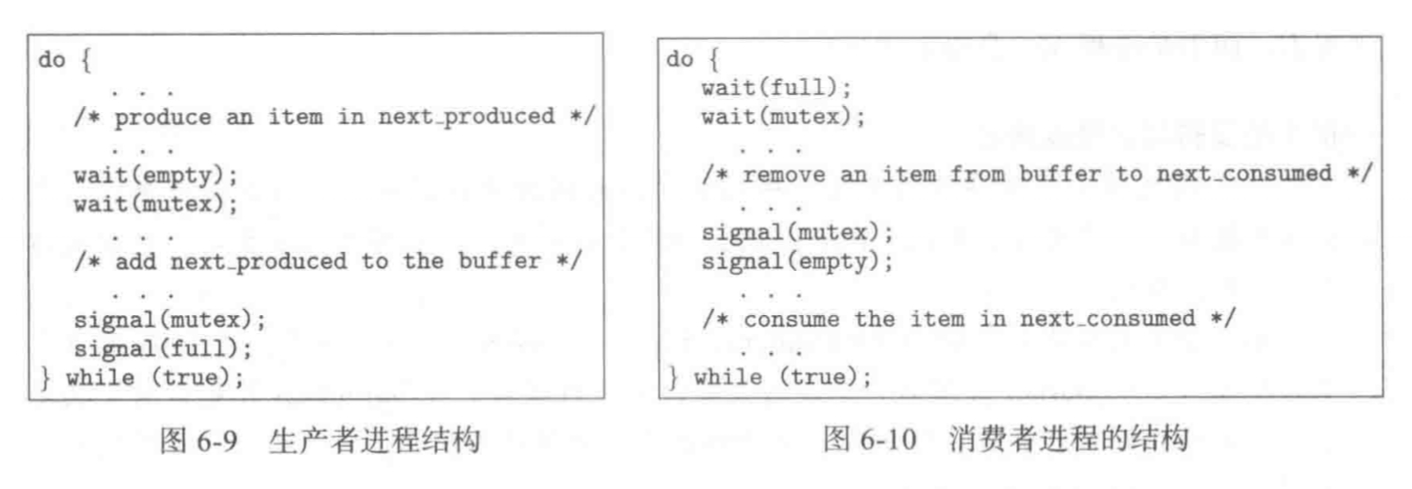 do {
. . .
/* produce an item in next_produced */
. . .
wait(empty);
wait(mutex);
. . .
/* add next_produced to the buffer */
. . .
signal(mutex);
signal(full);
} while (true);
图 6-9 生产者进程结构
do {
wait(full);
wait(mutex);
. . .
/* remove an item from buffer to next_consumed */
. . .
signal(mutex);
signal(empty);
. . .
/* consume the item in next_consumed */
. . .
} while (true);
图 6-10 消费者进程的结构